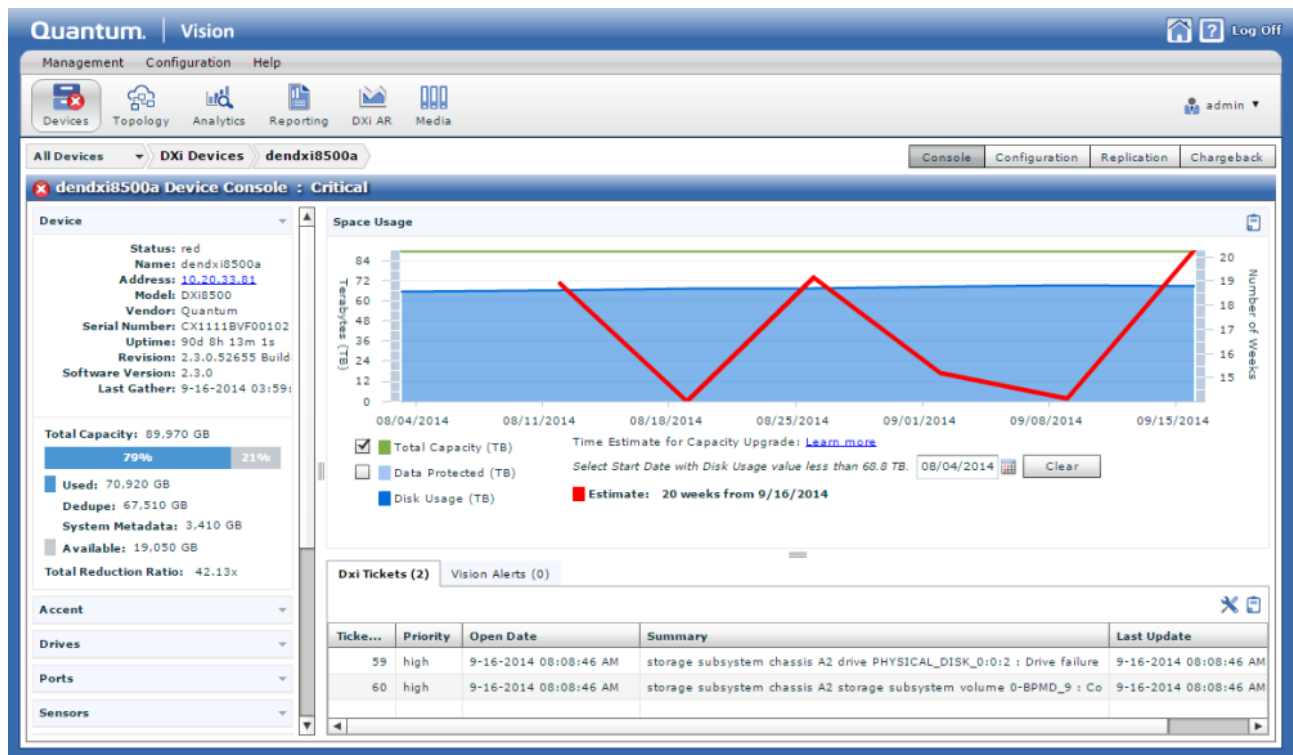 Quantum. | Vision
Log Off
Management Configuration Help
Devices Topology Analytics Reporting DXi AR Media
admin
All Devices DXi Devices dendxi8500a
Console Configuration Replication Chargeback
dendxi8500a Device Console : Critical
Device
Status: red
Name: dendxi8500a
Address: 10.20.33.81
Model: DXi8500
Vendor: Quantum
Serial Number: CX1111BVF00102
Uptime: 90d 8h 13m 1s
Revision: 2.3.0.52655 Build
Software Version: 2.3.0
Last Gather: 9-16-2014 03:59:
Total Capacity: 89,970 GB
79% 21%
Used: 70,920 GB
Dedupe: 67,510 GB
System Metadata: 3,410 GB
Available: 19,050 GB
Total Reduction Ratio: 42.13x
Accent
Drives
Ports
Sensors
Space Usage
Terabytes (TB)
84
72
60
48
36
24
12
0
20
19
18
17
16
15
Number of Weeks
08/04/2014 08/11/2014 08/18/2014 08/25/2014 09/01/2014 09/08/2014 09/15/2014
Total Capacity (TB)
Data Protected (TB)
Disk Usage (TB)
Time Estimate for Capacity Upgrade: Learn more
Select Start Date with Disk Usage value less than 68.8 TB. 08/04/2014 Clear
Estimate: 20 weeks from 9/16/2014
Dxi Tickets (2) Vision Alerts (0)
Ticke... Priority Open Date Summary Last Update
59 high 9-16-2014 08:08:46 AM storage subsystem chassis A2 drive PHYSICAL_DISK_0:0:2 : Drive failure 9-16-2014 08:08:46 AM
60 high 9-16-2014 08:08:46 AM storage subsystem chassis A2 storage subsystem volume 0-BPMD_9 : Co 9-16-2014 08:08:46 AM